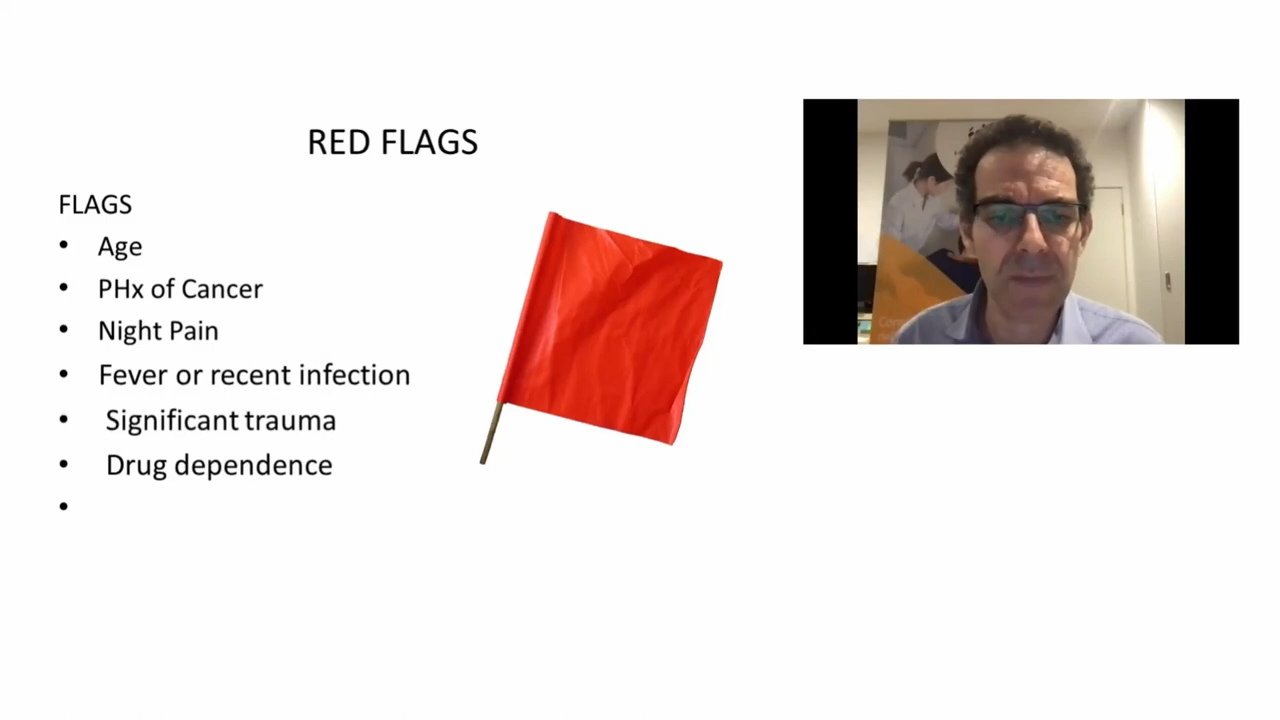 RED FLAGS
FLAGS
• Age
• PHx of Cancer
• Night Pain
• Fever or recent infection
• Significant trauma
• Drug dependence
•